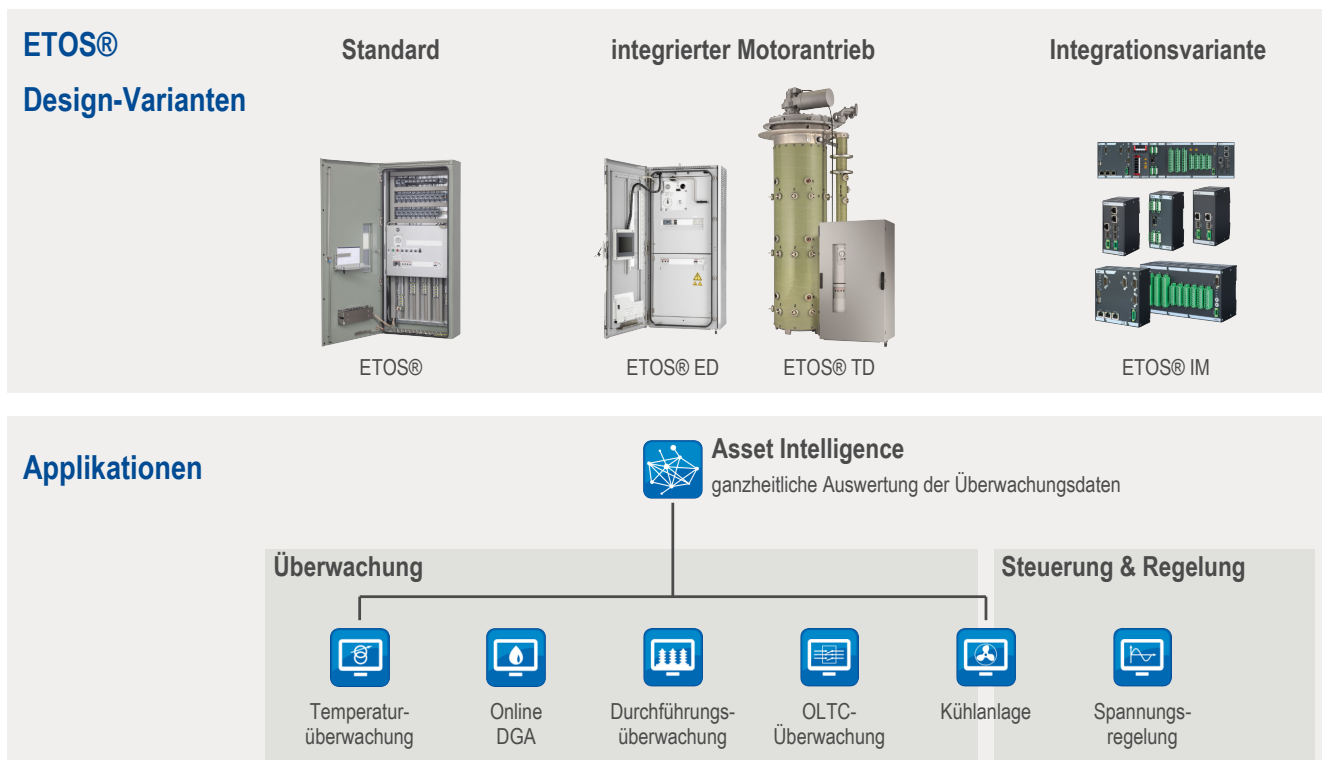 ETOS®
Design-Varianten
Standard
integrierter Motorantrieb
Integrationsvariante
ETOS®
ETOS® ED
ETOS® TD
ETOS® IM
Applikationen
Asset Intelligence
ganzheitliche Auswertung der Überwachungsdaten
Überwachung
Steuerung & Regelung
Temperatur-
überwachung
Online
DGA
Durchführungs-
überwachung
OLTC-
Überwachung
Kühlanlage
Spannungs-
regelung